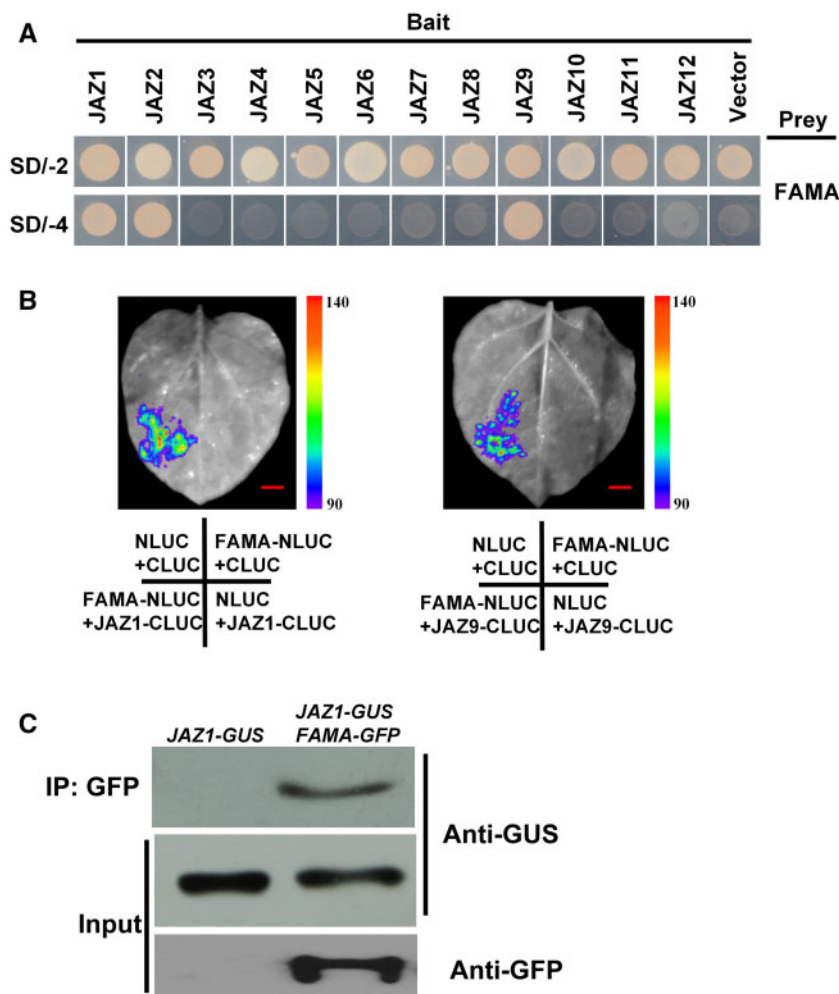 A
Bait
JAZ1 JAZ2 JAZ3 JAZ4 JAZ5 JAZ6 JAZ7 JAZ8 JAZ9 JAZ10 JAZ11 JAZ12 Vector
Prey
SD/-2
FAMA
SD/-4
B
140
90
140
90
NLUC
+CLUC
FAMA-NLUC
+CLUC
FAMA-NLUC
+JAZ1-CLUC
NLUC
+JAZ1-CLUC
NLUC
+CLUC
FAMA-NLUC
+CLUC
FAMA-NLUC
+JAZ9-CLUC
NLUC
+JAZ9-CLUC
C
JAZ1-GUS
JAZ1-GUS
FAMA-GFP
IP: GFP
Anti-GUS
Input
Anti-GFP